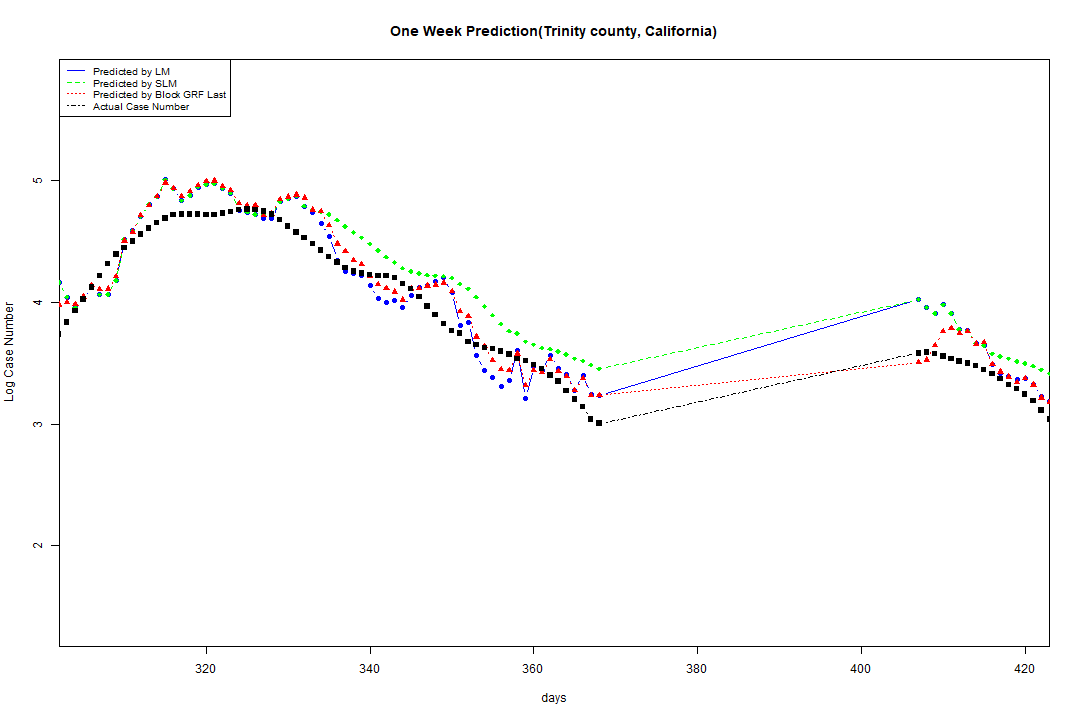 One Week Prediction(Trinity county, California)
Predicted by LM
Predicted by SLM
Predicted by Block GRF Last
Actual Case Number
5
4
3
2
Log Case Number
320 340 360 380 400 420
days